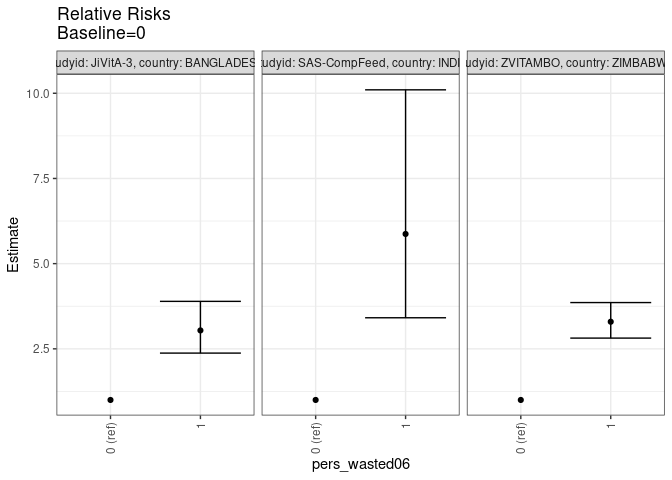 Relative Risks
Baseline=0
udyid: JiVitA-3, country: BANGLADES
udyid: SAS-CompFeed, country: INDI
udyid: ZVITAMBO, country: ZIMBABW
10.0
7.5
5.0
2.5
Estimate
0 (ref)
1
0 (ref)
1
0 (ref)
1
pers_wasted06